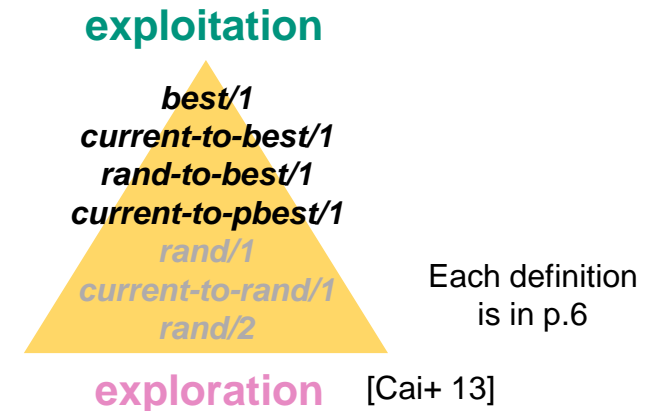 exploitation
best/1
current-to-best/1
rand-to-best/1
current-to-pbest/1
rand/1
current-to-rand/1
rand/2
Each definition
is in p.6
exploration [Cai+ 13]